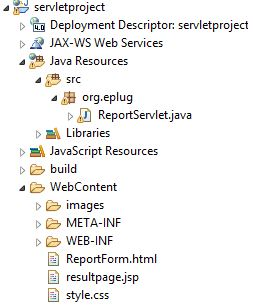 servletproject
Deployment Descriptor: servletproject
JAX-WS Web Services
Java Resources
src
org.eplug
ReportServlet.java
Libraries
JavaScript Resources
build
WebContent
images
META-INF
WEB-INF
ReportForm.html
resultpage.jsp
style.css